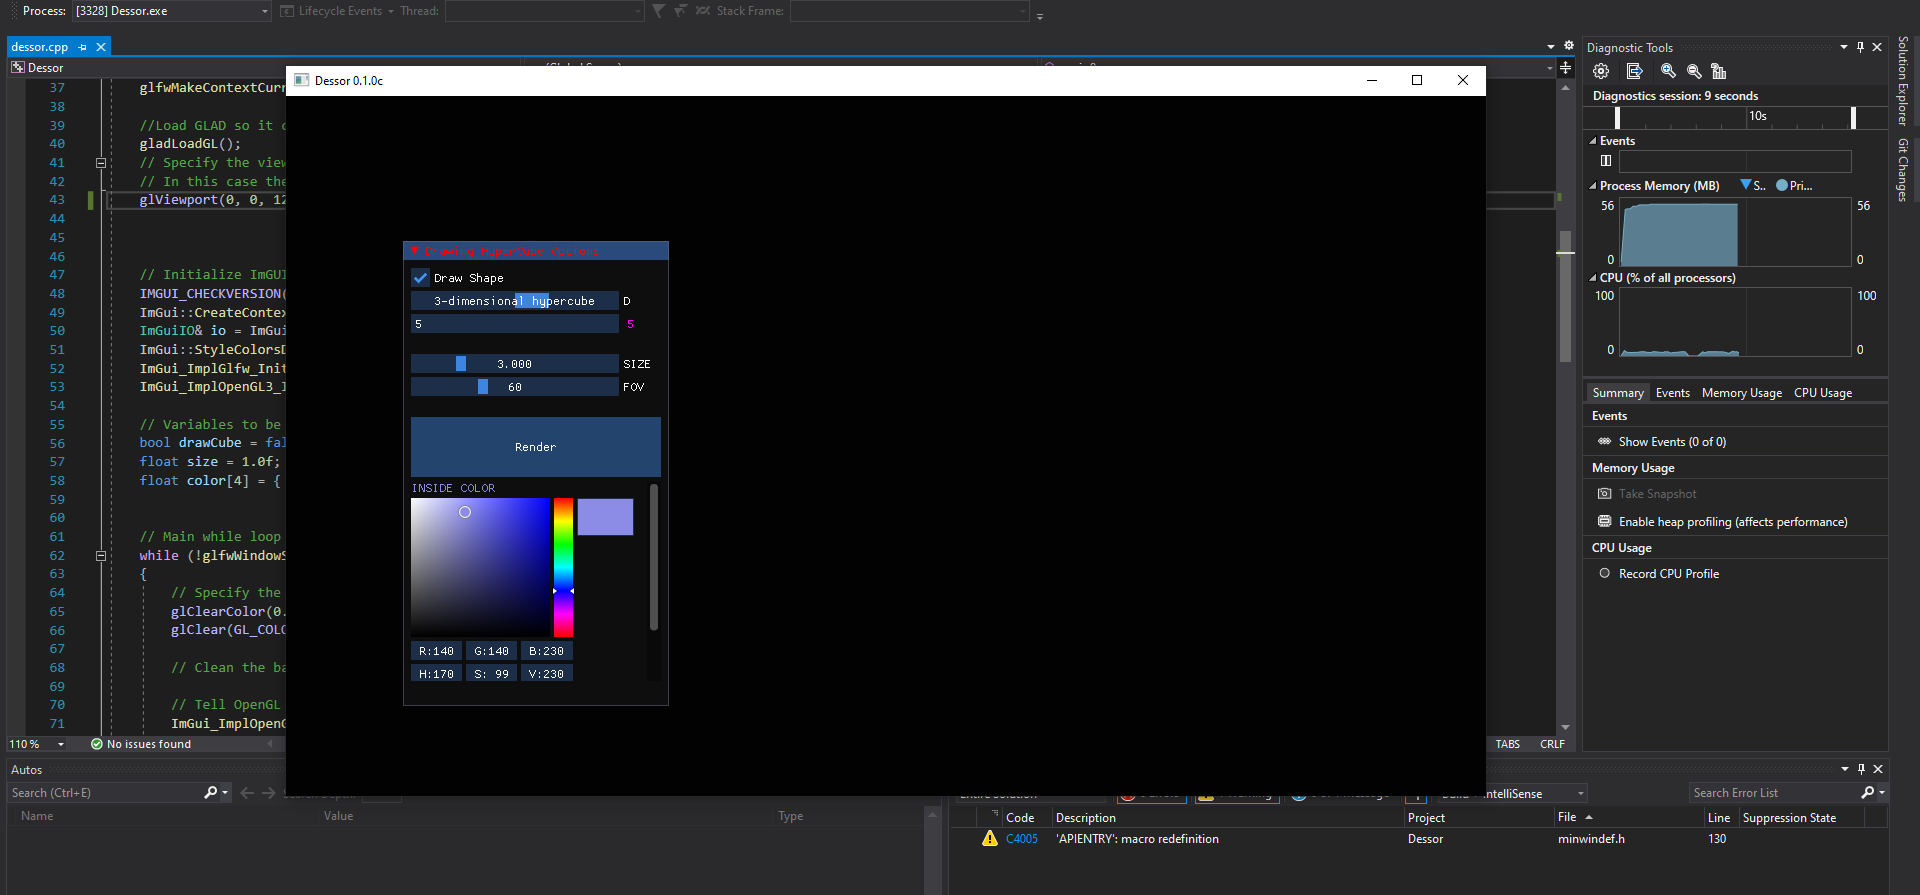 Process: [3328] Dessor.exe Lifecycle Events Thread: Stack Frame:
dessor.cpp
Dessor
Dessor 0.1.0c
37 glfwMakeContextCurr
38
39 //Load GLAD so it c
40 gladLoadGL();
41 // Specify the view
42 // In this case the
43 glViewport(0, 0, 12
44
45
46
47 // Initialize ImGUI
48 IMGUI_CHECKVERSION(
49 ImGui::CreateContex
50 ImGuiIO& io = ImGui
51 ImGui::StyleColorsD
52 ImGui_ImplGlfw_Init
53 ImGui_ImplOpenGL3_I
54
55 // Variables to be
56 bool drawCube = fal
57 float size = 1.0f;
58 float color[4] = {
59
60
61 // Main while loop
62 while (!glfwWindowS
63 {
64 // Specify the
65 glClearColor(0.
66 glClear(GL_COLO
67
68 // Clean the ba
69
70 // Tell OpenGL
71 ImGui_ImplOpenG
110 % No issues found
TABS CRLF
Draw Shape
3-dimensional hypercube D
5 5
3.000 SIZE
60 FOV
Render
INSIDE COLOR
R:140 G:140 B:230
H:170 S: 99 V:230
Diagnostic Tools
Diagnostics session: 9 seconds
10s
Events
Process Memory (MB) S.. Pri...
56 56
0 0
CPU (% of all processors)
100 100
0 0
Summary Events Memory Usage CPU Usage
Events
Show Events (0 of 0)
Memory Usage
Take Snapshot
Enable heap profiling (affects performance)
CPU Usage
Record CPU Profile
Solution Explorer
Git Changes
Autos
Search (Ctrl+E)
Name Value Type
IntelliSense
Search Error List
Code Description Project File Line Suppression State
C4005 'APIENTRY': macro redefinition Dessor minwindef.h 130